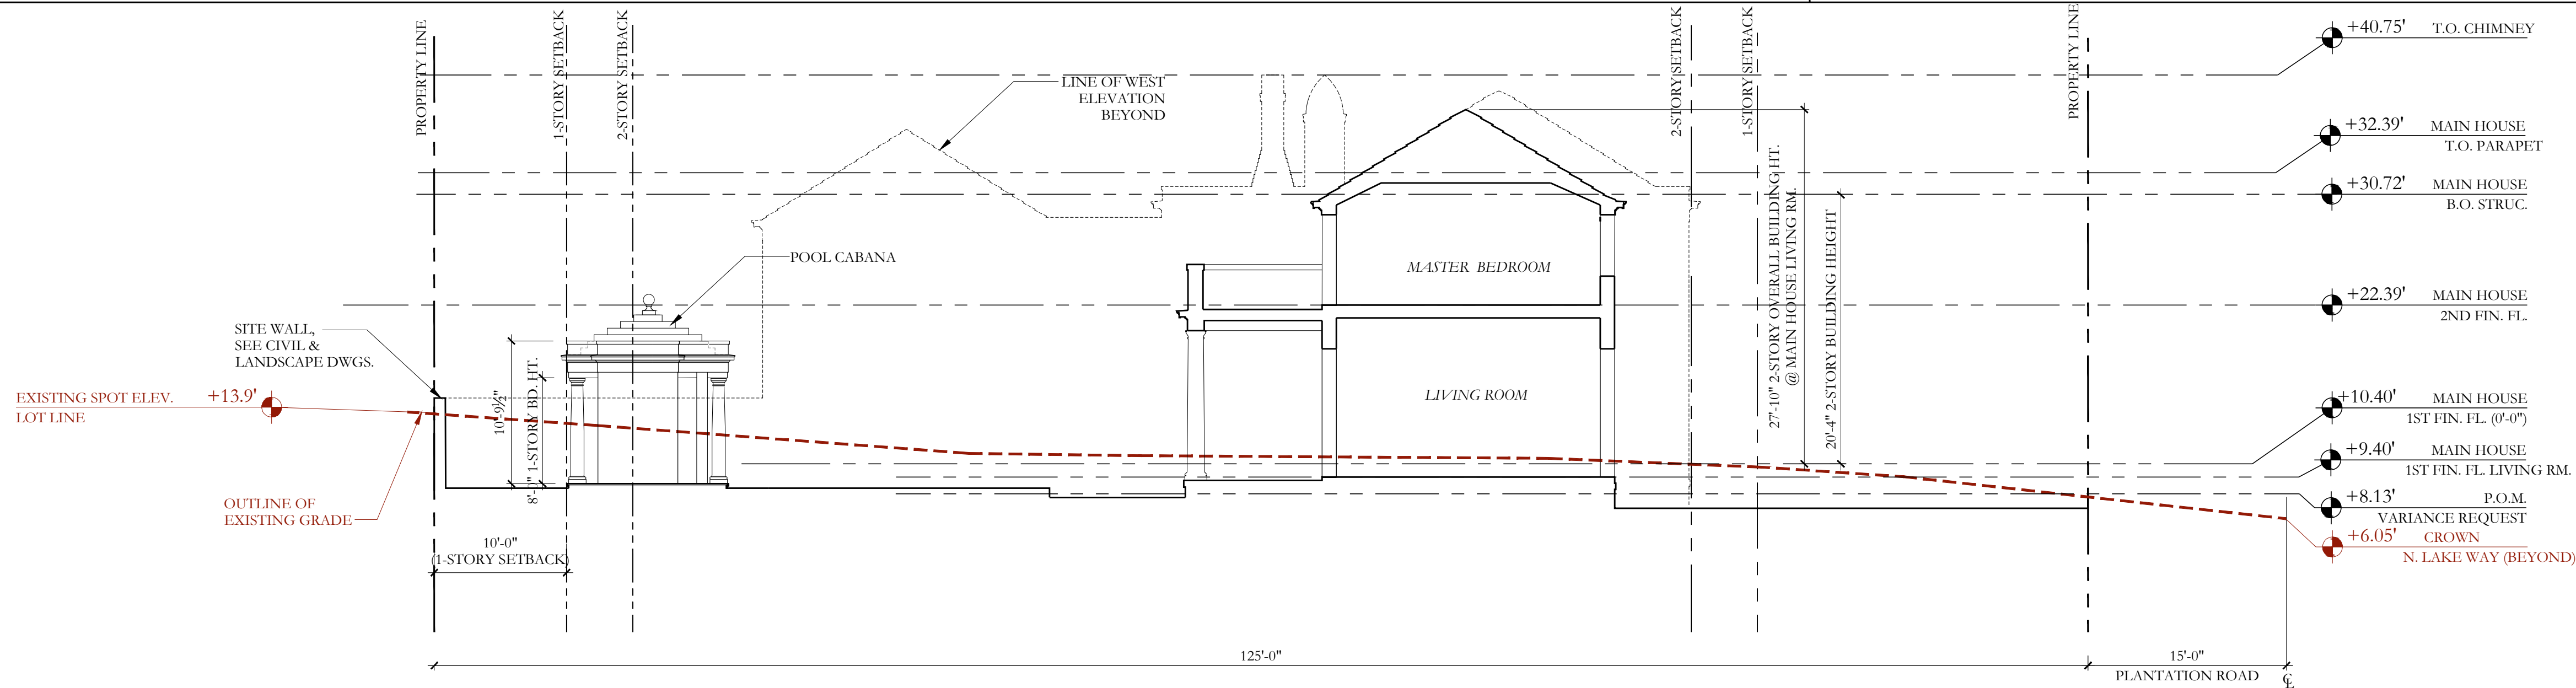 PROPERTY LINE
1-STORY SETBACK
2-STORY SETBACK
LINE OF WEST
ELEVATION
BEYOND
2-STORY SETBACK
1-STORY SETBACK
PROPERTY LINE
+40.75' T.O. CHIMNEY
+32.39' MAIN HOUSE
T.O. PARAPET
+30.72' MAIN HOUSE
B.O. STRUC.
POOL CABANA
MASTER BEDROOM
27'-10" 2-STORY OVERALL BUILDING HT.
@ MAIN HOUSE LIVING RM.
20'-4" 2-STORY BUILDING HEIGHT
+22.39' MAIN HOUSE
2ND FIN. FL.
SITE WALL,
SEE CIVIL &
LANDSCAPE DWGS.
EXISTING SPOT ELEV. +13.9'
LOT LINE
10'-9½"
8'-0" 1-STORY BD. HT.
LIVING ROOM
+10.40' MAIN HOUSE
1ST FIN. FL. (0'-0")
+9.40' MAIN HOUSE
1ST FIN. FL. LIVING RM.
+8.13' P.O.M.
VARIANCE REQUEST
+6.05' CROWN
N. LAKE WAY (BEYOND)
OUTLINE OF
EXISTING GRADE
10'-0"
(1-STORY SETBACK)
125'-0"
15'-0"
PLANTATION ROAD
CL